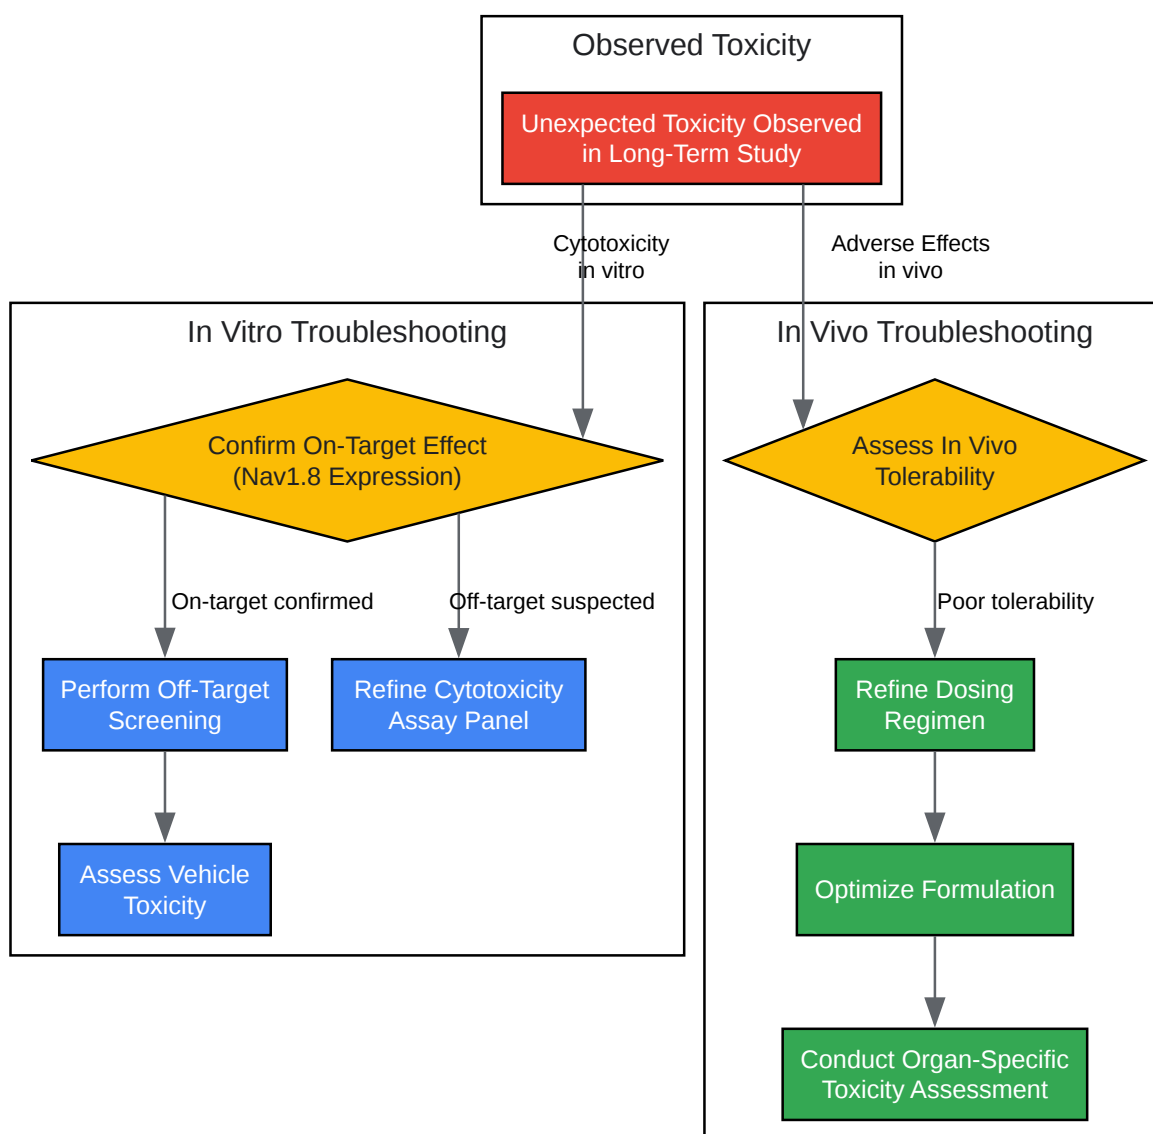 Observed Toxicity
Unexpected Toxicity Observed
in Long-Term Study
Cytotoxicity
in vitro
Adverse Effects
in vivo
In Vitro Troubleshooting
In Vivo Troubleshooting
Confirm On-Target Effect
(Nav1.8 Expression)
Assess In Vivo
Tolerability
On-target confirmed
Off-target suspected
Poor tolerability
Perform Off-Target
Screening
Refine Cytotoxicity
Assay Panel
Refine Dosing
Regimen
Assess Vehicle
Toxicity
Optimize Formulation
Conduct Organ-Specific
Toxicity Assessment